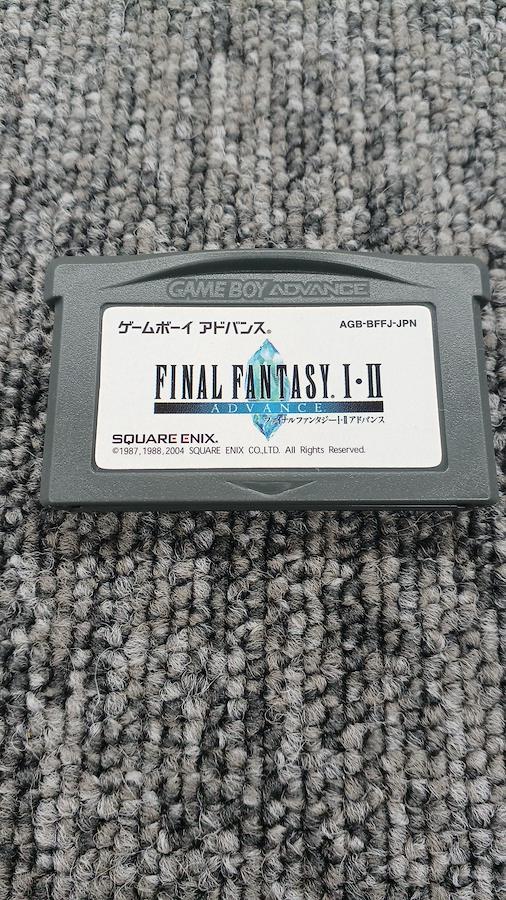 GAME BOY ADVANCE
ゲームボーイ アドバンス® AGB-BFFJ-JPN
FINAL FANTASY® I・II
ADVANCE
ファイナルファンタジーI・IIアドバンス
SQUARE ENIX®
©1987,1988,2004 SQUARE ENIX CO.,LTD. All Rights Reserved.